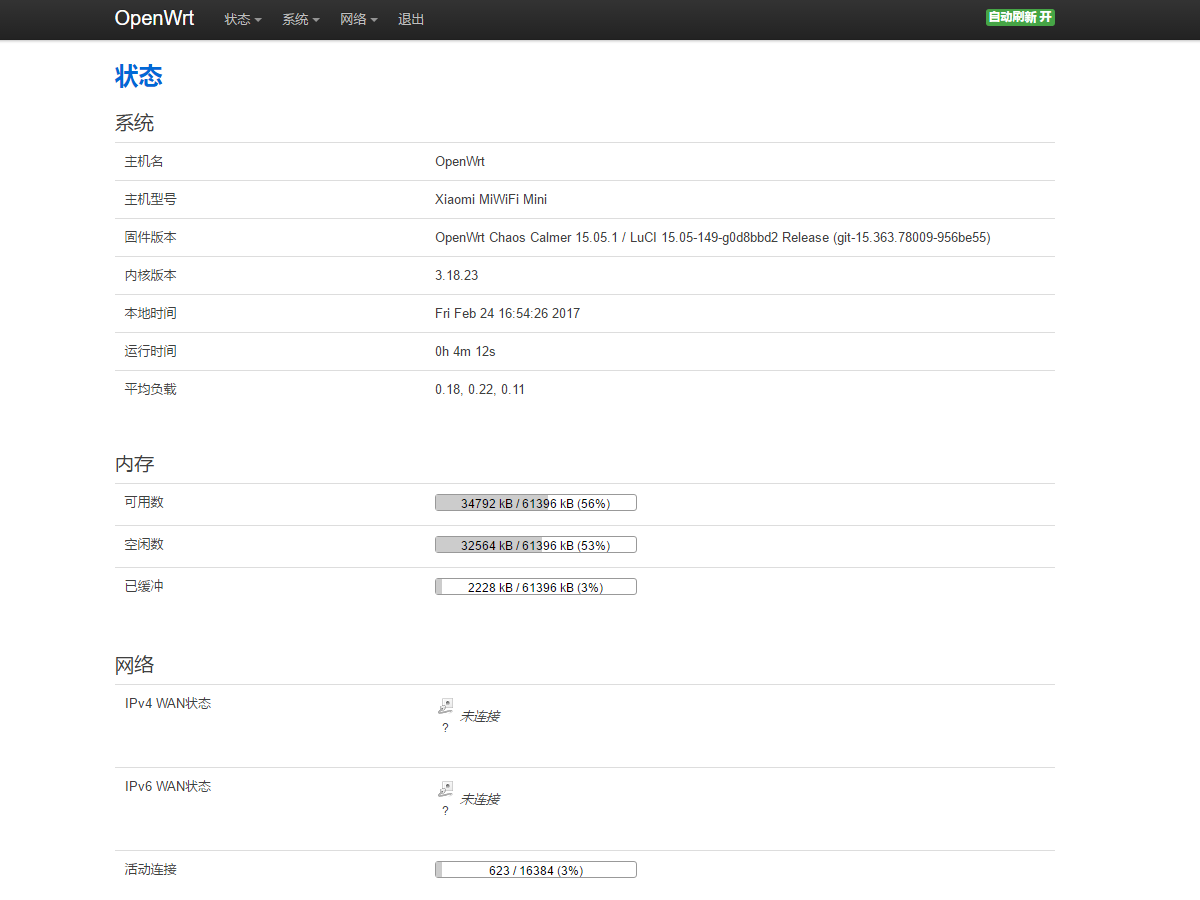 OpenWrt 状态 系统 网络 退出 自动刷新 开
状态
系统
主机名 OpenWrt
主机型号 Xiaomi MiWiFi Mini
固件版本 OpenWrt Chaos Calmer 15.05.1 / LuCI 15.05-149-g0d8bbd2 Release (git-15.363.78009-956be55)
内核版本 3.18.23
本地时间 Fri Feb 24 16:54:26 2017
运行时间 0h 4m 12s
平均负载 0.18, 0.22, 0.11
内存
可用数 34792 kB / 61396 kB (56%)
空闲数 32564 kB / 61396 kB (53%)
已缓冲 2228 kB / 61396 kB (3%)
网络
IPv4 WAN状态 未连接
?
IPv6 WAN状态 未连接
?
活动连接 623 / 16384 (3%)